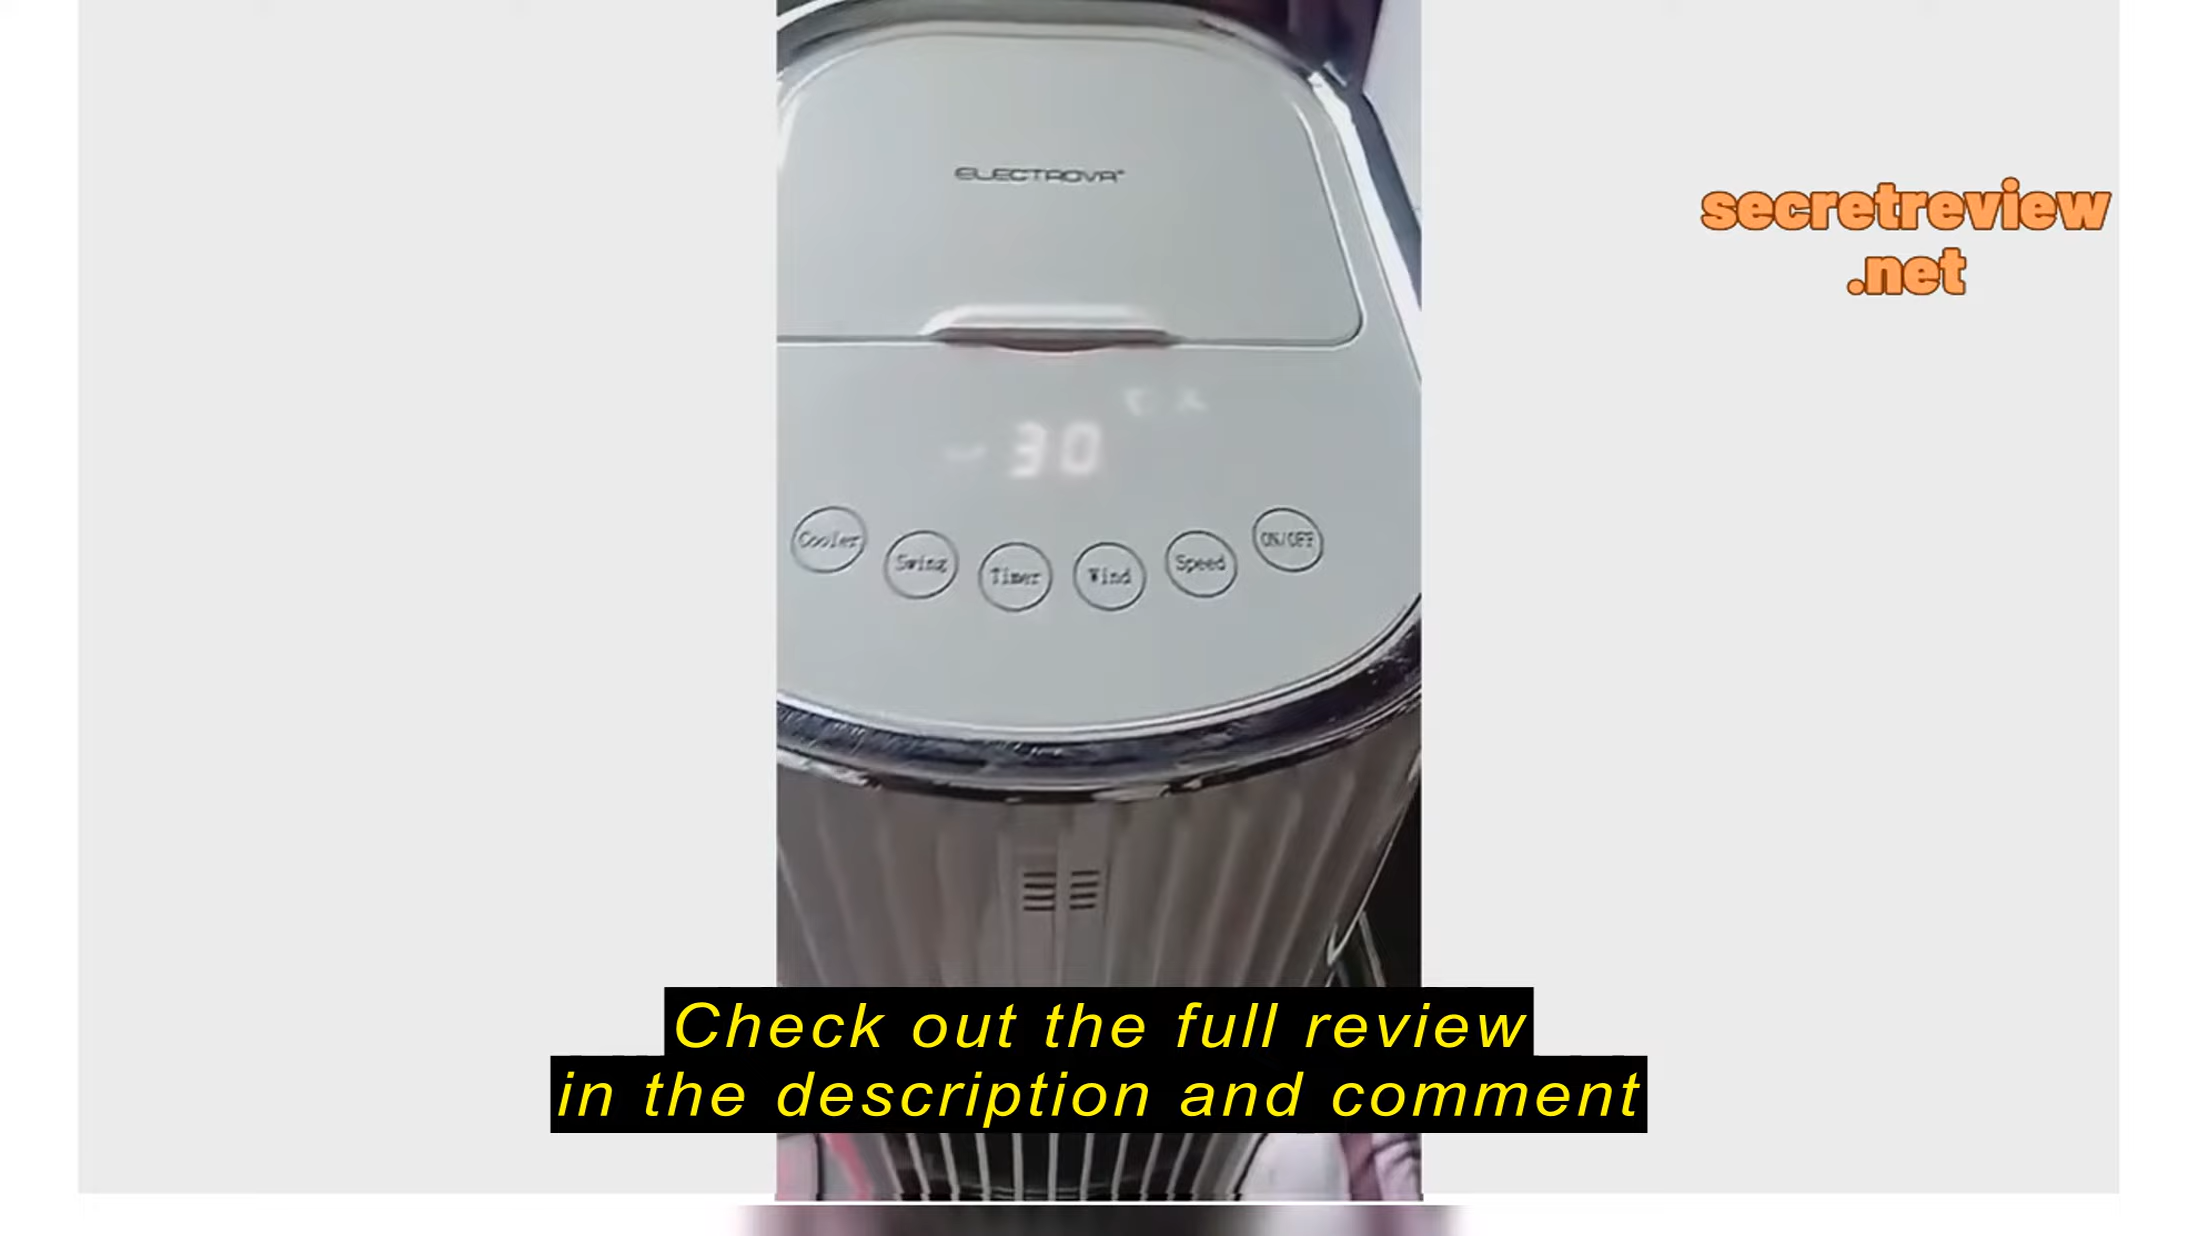 ELECTROVA
secretreview
.net
℃
30
Cooler
Swing
Timer
Wind
Speed
ON/OFF
Check out the full review
in the description and comment